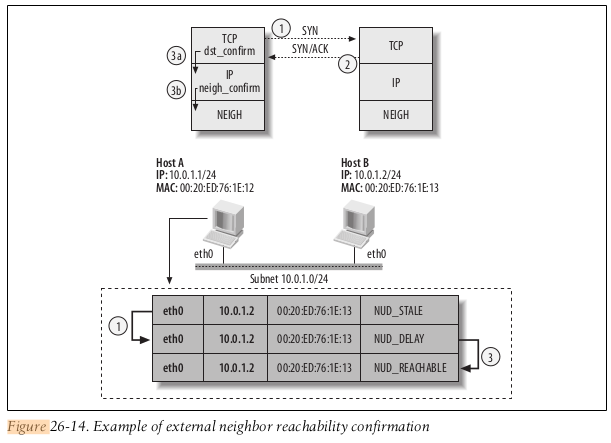 1 SYN
TCP
dst_confirm
3a
SYN/ACK
2
TCP
IP
neigh_confirm
3b
IP
NEIGH
NEIGH
Host A
IP: 10.0.1.1/24
MAC: 00:20:ED:76:1E:12
Host B
IP: 10.0.1.2/24
MAC: 00:20:ED:76:1E:13
eth0
eth0
Subnet 10.0.1.0/24
eth0 10.0.1.2 00:20:ED:76:1E:13 NUD_STALE
1
eth0 10.0.1.2 00:20:ED:76:1E:13 NUD_DELAY
3
eth0 10.0.1.2 00:20:ED:76:1E:13 NUD_REACHABLE
Figure 26-14. Example of external neighbor reachability confirmation